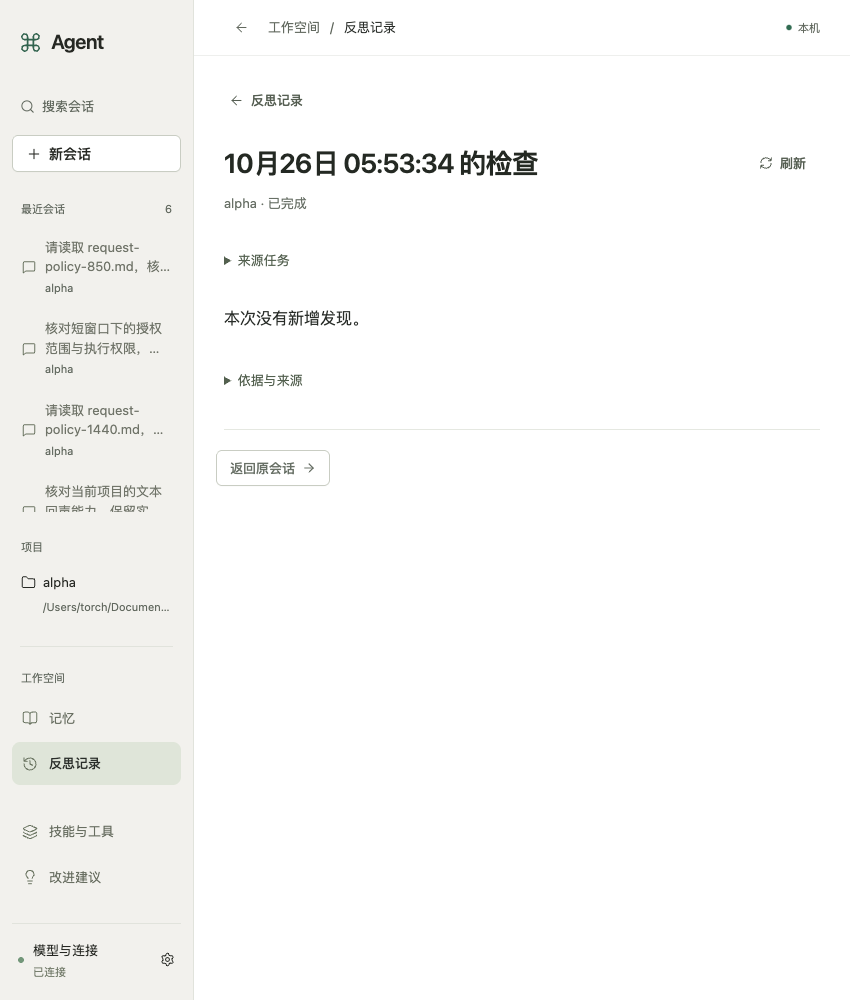 Agent
搜索会话
新会话
最近会话 6
请读取 request-
policy-850.md，核...
alpha
核对短窗口下的授权
范围与执行权限，...
alpha
请读取 request-
policy-1440.md，...
alpha
核对当前项目的文本
项目
alpha
/Users/torch/Documen...
工作空间
记忆
反思记录
技能与工具
改进建议
模型与连接
已连接
工作空间 / 反思记录
本机
反思记录
10月26日 05:53:34 的检查
刷新
alpha · 已完成
来源任务
本次没有新增发现。
依据与来源
返回原会话